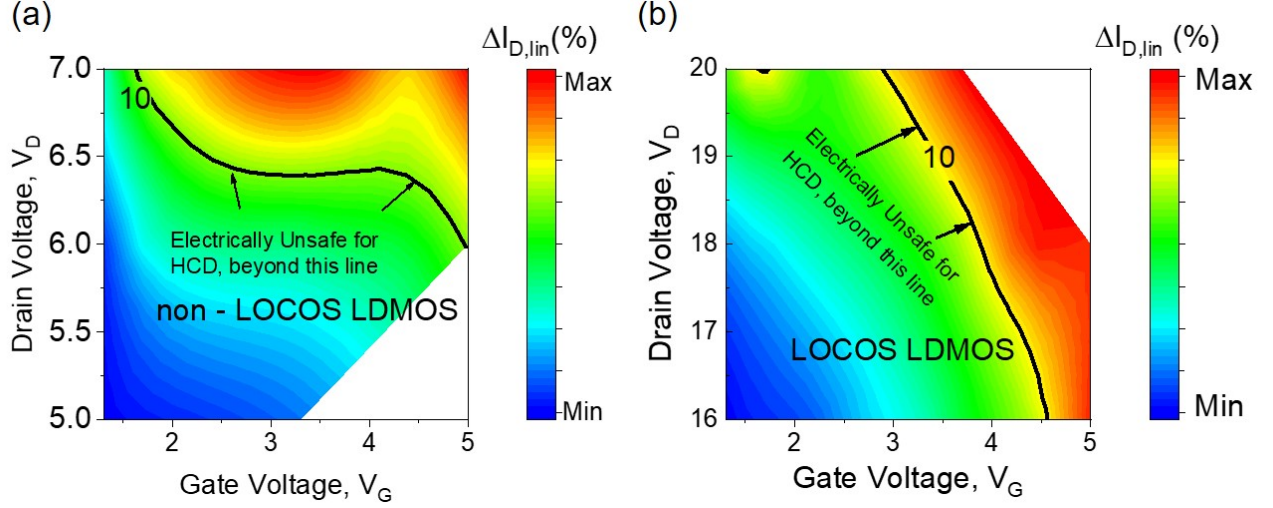 (a)
ΔI_D,lin(%)
7.0
6.5
6.0
5.5
5.0
Drain Voltage, V_D
10
Electrically Unsafe for
HCD, beyond this line
non - LOCOS LDMOS
2
3
4
5
Gate Voltage, V_G
Max
Min
(b)
ΔI_D,lin (%)
20
19
18
17
16
Drain Voltage, V_D
10
Electrically Unsafe for
HCD, beyond this line
LOCOS LDMOS
2
3
4
5
Gate Voltage, V_G
Max
Min